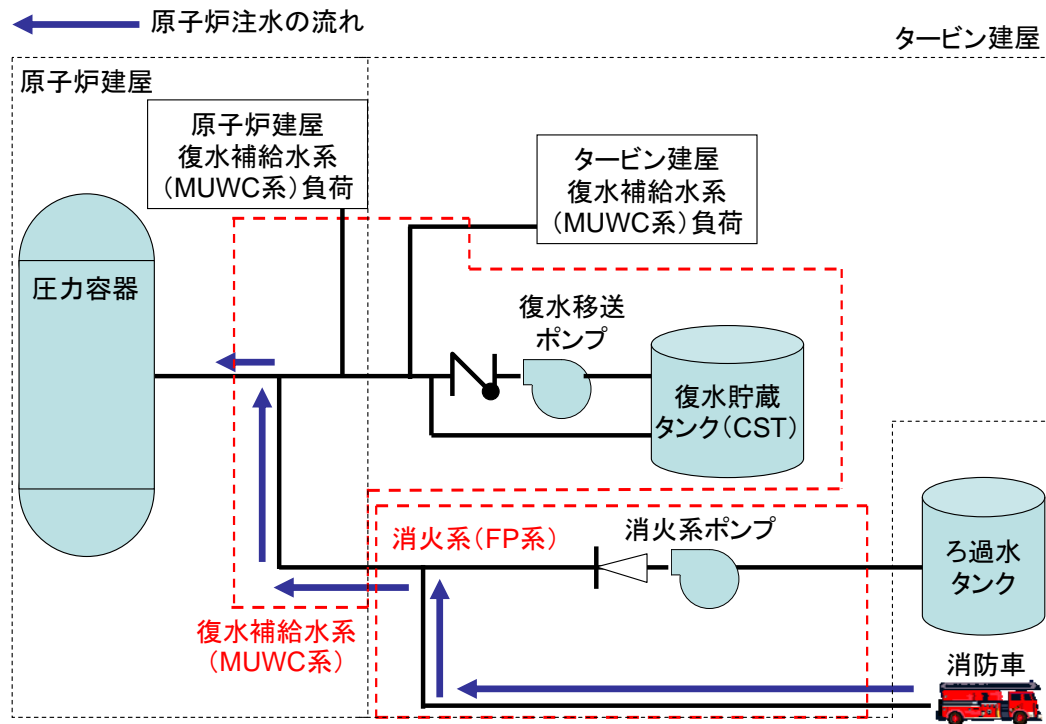 原子炉注水の流れ
タービン建屋
原子炉建屋
原子炉建屋
復水補給水系
(MUWC系)負荷
タービン建屋
復水補給水系
(MUWC系)負荷
圧力容器
復水移送
ポンプ
復水貯蔵
タンク(CST)
消火系(FP系)
消火系ポンプ
ろ過水
タンク
復水補給水系
(MUWC系)
消防車